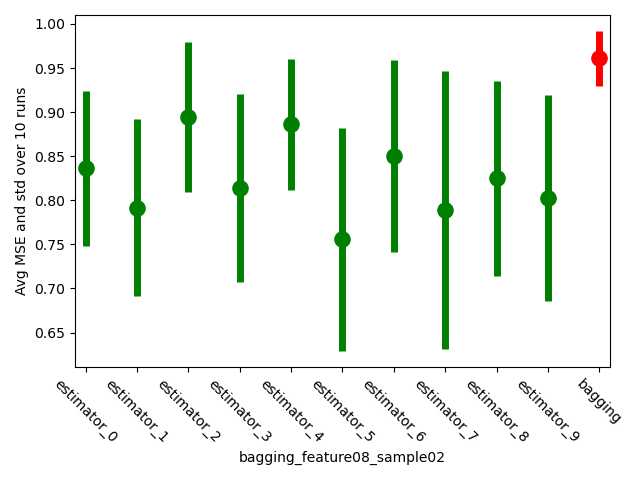 1.00
0.95
0.90
0.85
0.80
0.75
0.70
0.65
Avg MSE and std over 10 runs
estimator_0
estimator_1
estimator_2
estimator_3
estimator_4
estimator_5
estimator_6
estimator_7
estimator_8
estimator_9
bagging
bagging_feature08_sample02